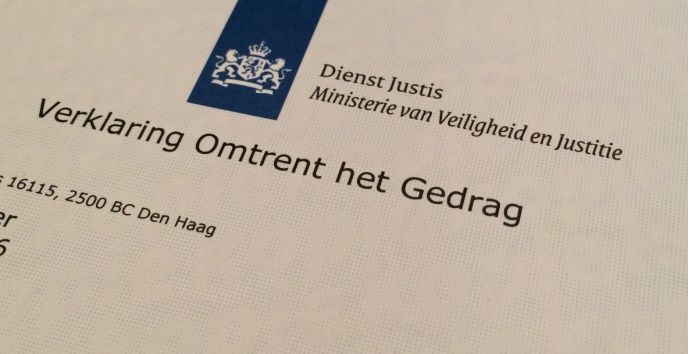 Dienst Justis
Ministerie van Veiligheid en Justitie
Verklaring Omtrent het Gedrag
16115, 2500 BC Den Haag